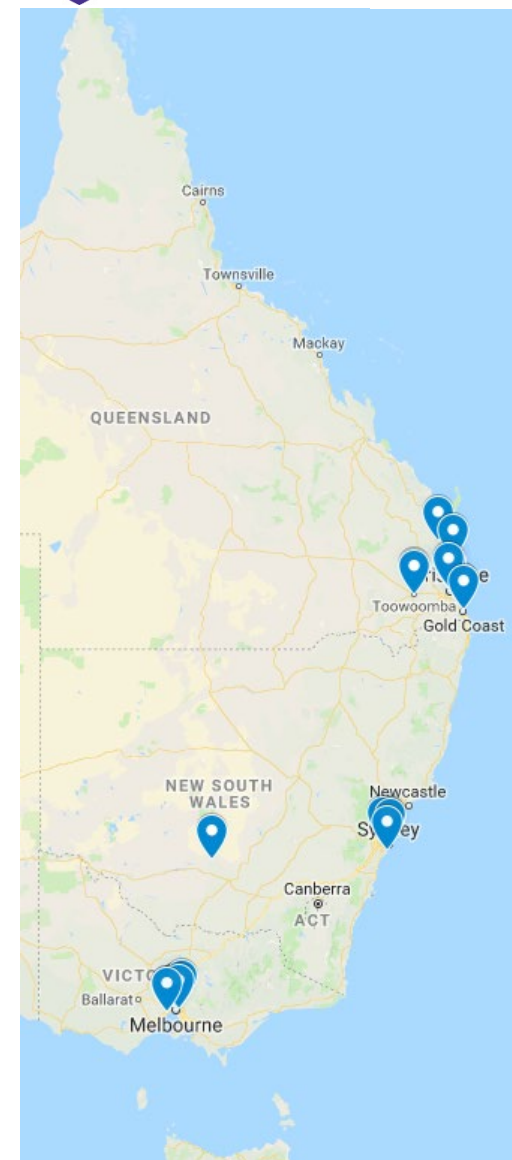 Cairns
Townsville
Mackay
QUEENSLAND
Toowoomba
Gold Coast
NEW SOUTH
WALES
Newcastle
Canberra
ACT
Ballarat
Melbourne